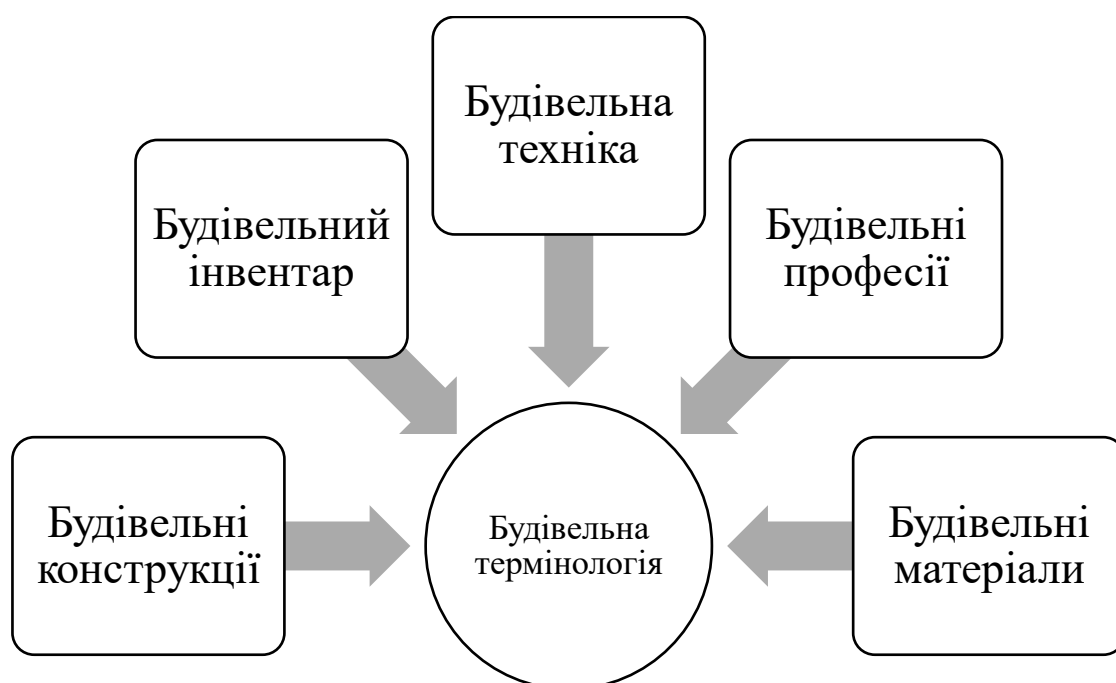 Будівельна
техніка
Будівельний
інвентар
Будівельні
професії
Будівельні
конструкції
Будівельна
термінологія
Будівельні
матеріали